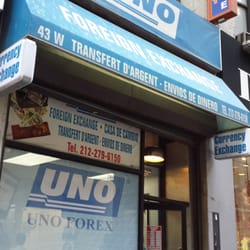 UNO
FOREIGN EXCHANGE
43 W TRANSFERT D'ARGENT - ENVIOS DE DINERO
Currency
Exchange
FOREIGN EXCHANGE • CASA DE CAMBIO
TRANSFERT D'ARGENT - ENVIOS DE DINERO
Tel. 212-279-6150
Currency
Exchange
UNO
UNO FOREX